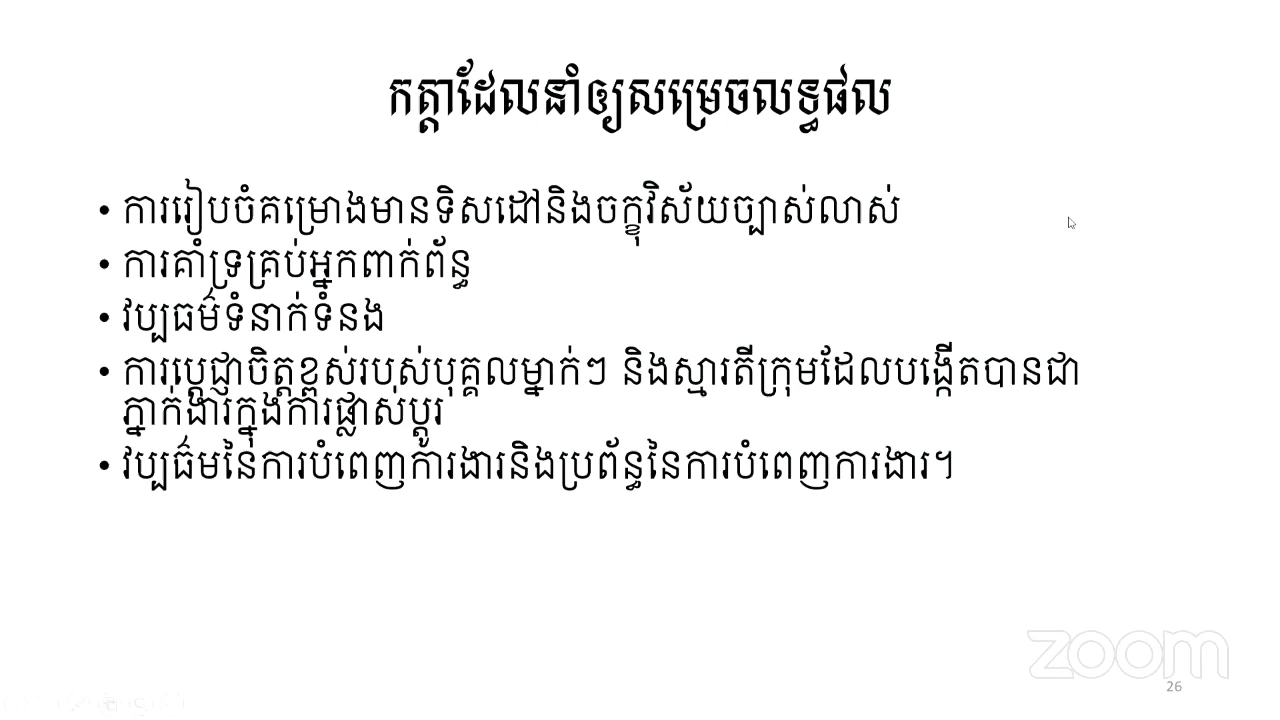 កត្តាដែលនាំឲ្យសម្រេចលទ្ធផល
• ការរៀបចំគម្រោងមានទិសដៅនិងចក្ខុវិស័យច្បាស់លាស់
• ការគាំទ្រគ្រប់អ្នកពាក់ព័ន្ធ
• វប្បធម៌ទំនាក់ទំនង
• ការប្ដេជ្ញាចិត្តខ្ពស់របស់បុគ្គលម្នាក់ៗ និងស្មារតីក្រុមដែលបង្កើតបានជា
ភ្នាក់ងារក្នុងការផ្លាស់ប្ដូរ
• វប្បធ៌មនៃការបំពេញការងារនិងប្រព័ន្ធនៃការបំពេញការងារ។
zoom
26